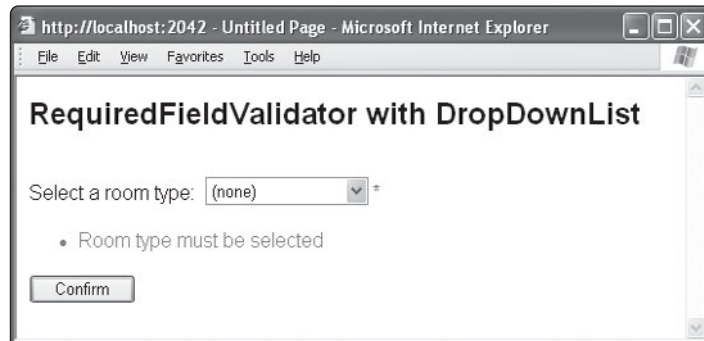 http://localhost:2042 - Untitled Page - Microsoft Internet Explorer
File Edit View Favorites Tools Help
RequiredFieldValidator with DropDownList
Select a room type: (none) *
• Room type must be selected
Confirm